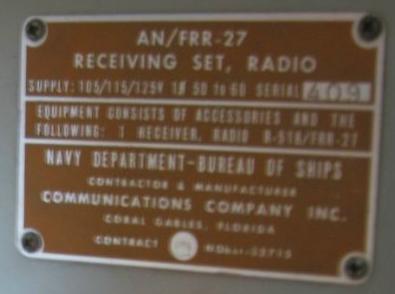 AN/FRR-27
RECEIVING SET, RADIO
SUPPLY: 105/115/125V 1Ø 50 to 60 SERIAL 409
EQUIPMENT CONSISTS OF ACCESSORIES AND THE
FOLLOWING: 1 RECEIVER, RADIO R-518/FRR-27
NAVY DEPARTMENT-BUREAU OF SHIPS
CONTRACTOR & MANUFACTURER
COMMUNICATIONS COMPANY INC.
CORAL GABLES, FLORIDA
CONTRACT